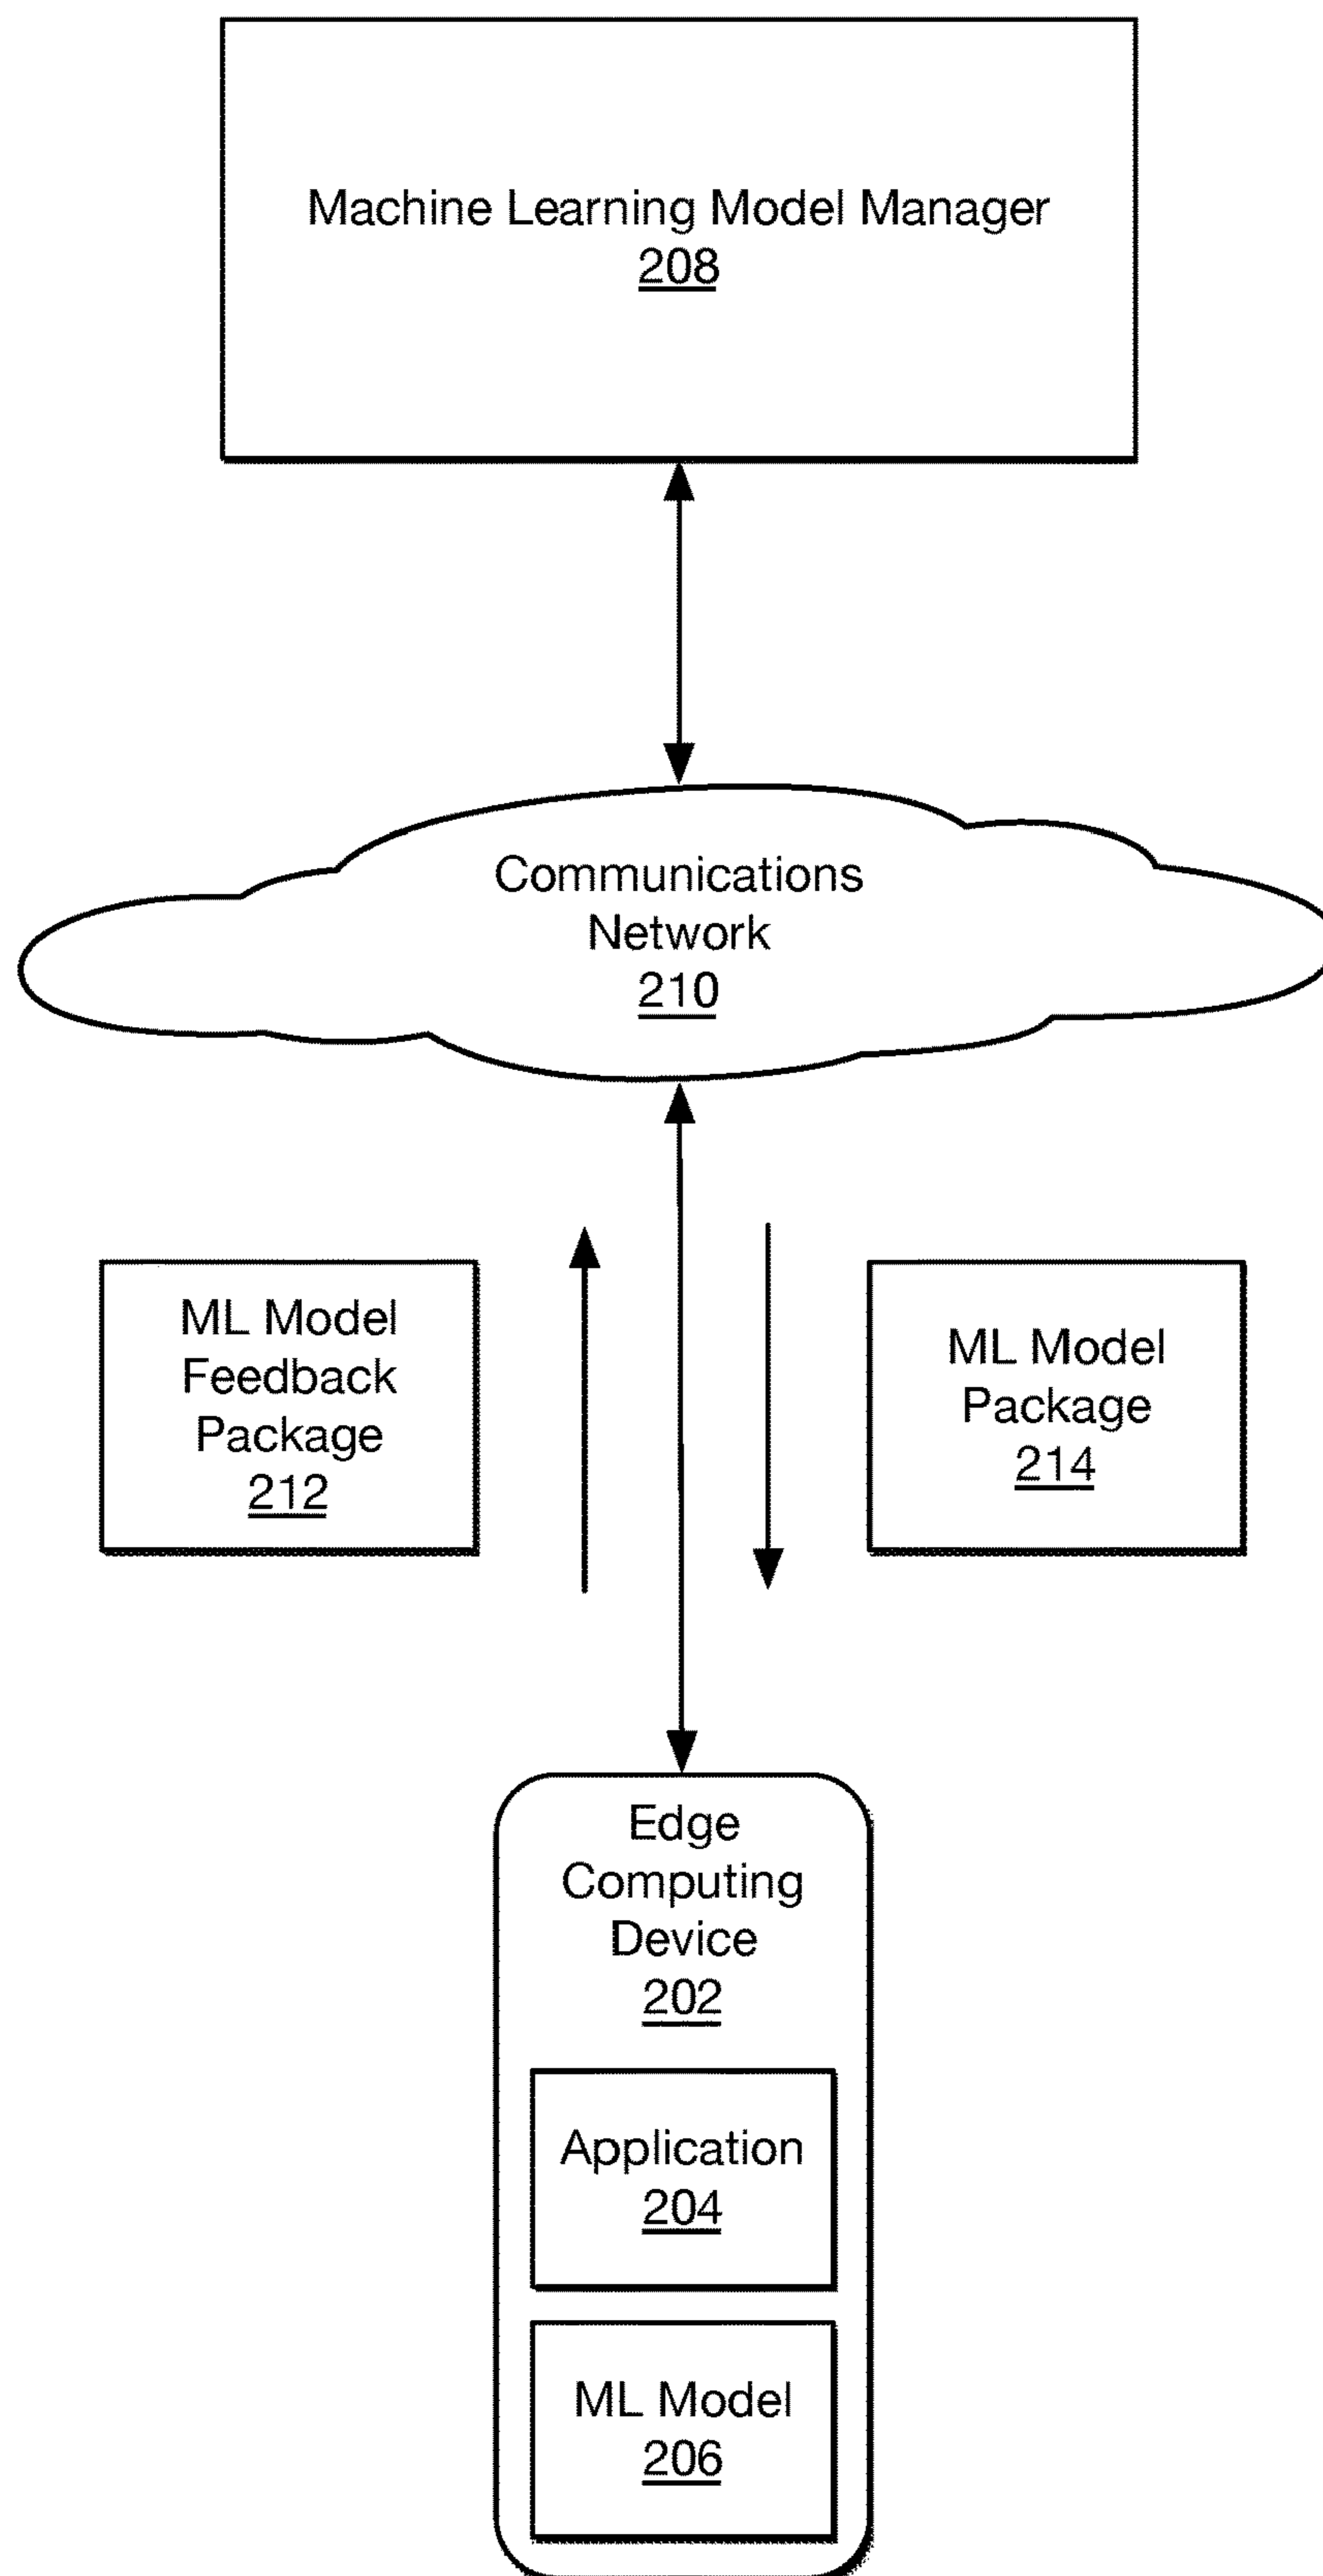 Machine Learning Model Manager
208
Communications
Network
210
ML Model
Feedback
Package
212
ML Model
Package
214
Edge
Computing
Device
202
Application
204
ML Model
206